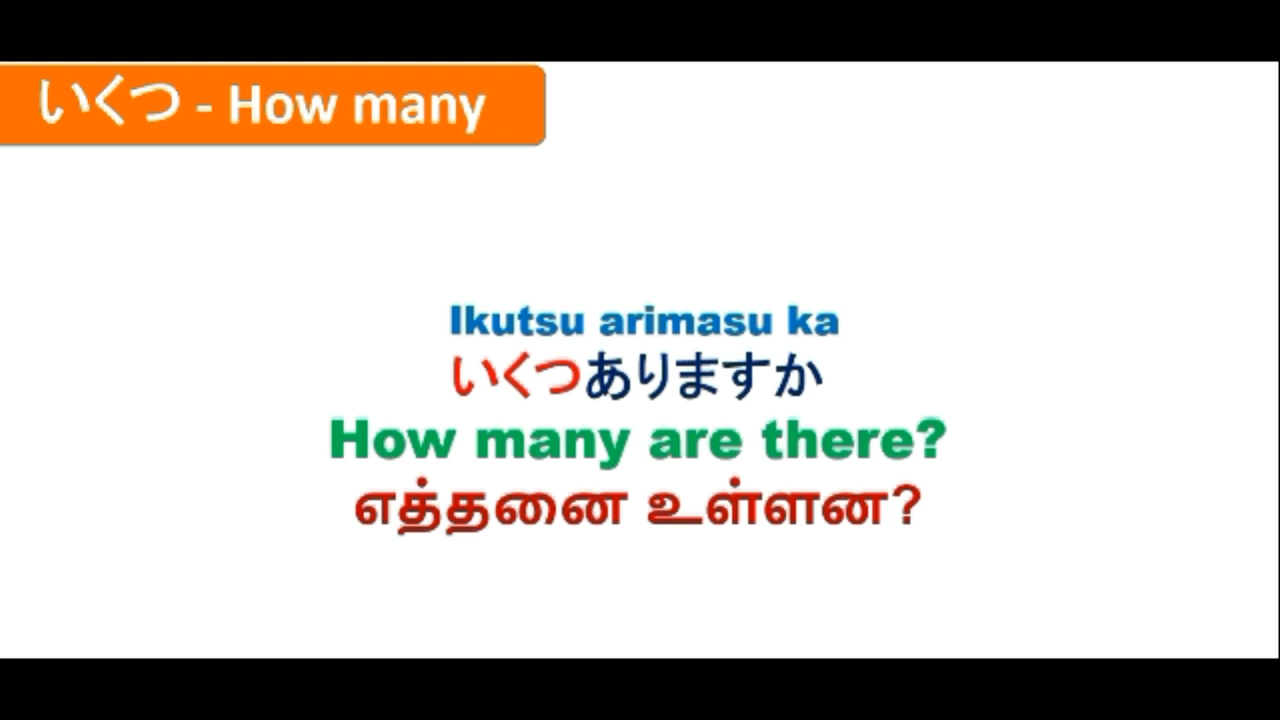 いくつ - How many
Ikutsu arimasu ka
いくつありますか
How many are there?
எத்தனை உள்ளன?